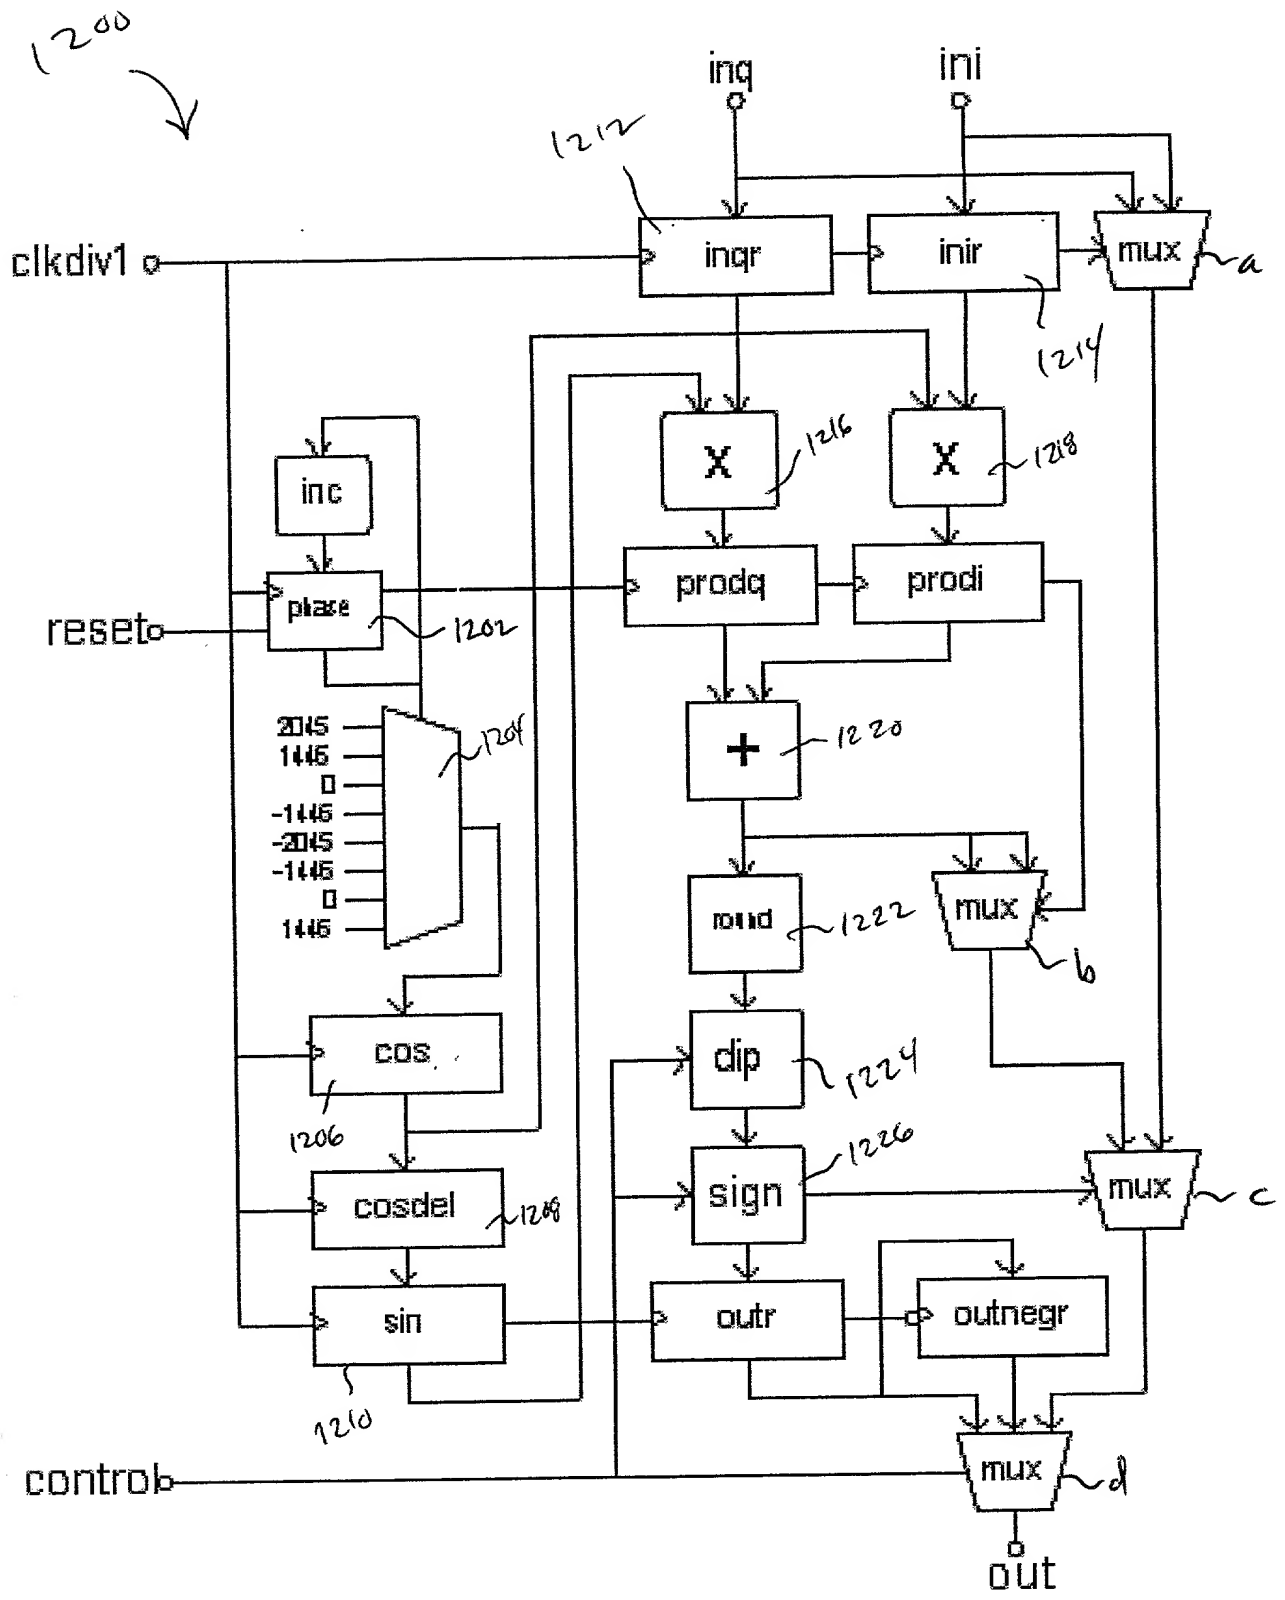 1200
inq
ini
1212
clkdiv1
inqr
inir
mux
a
1214
x
1216
x
1218
inc
phase
prodq
prodi
reset
1202
2045
1446
0
-1446
-2045
-1446
0
1446
1204
+
1220
round
1222
mux
b
cos
1206
clip
1224
sign
1226
mux
c
cosdel
1208
sin
1210
outr
outnegr
control
mux
d
out